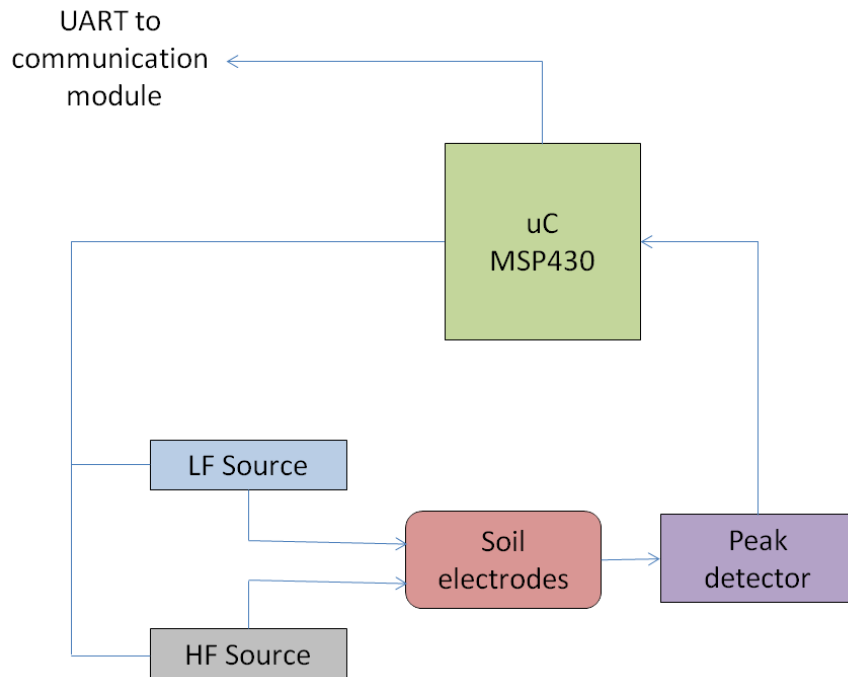 UART to
communication
module
uC
MSP430
LF Source
Soil
electrodes
Peak
detector
HF Source